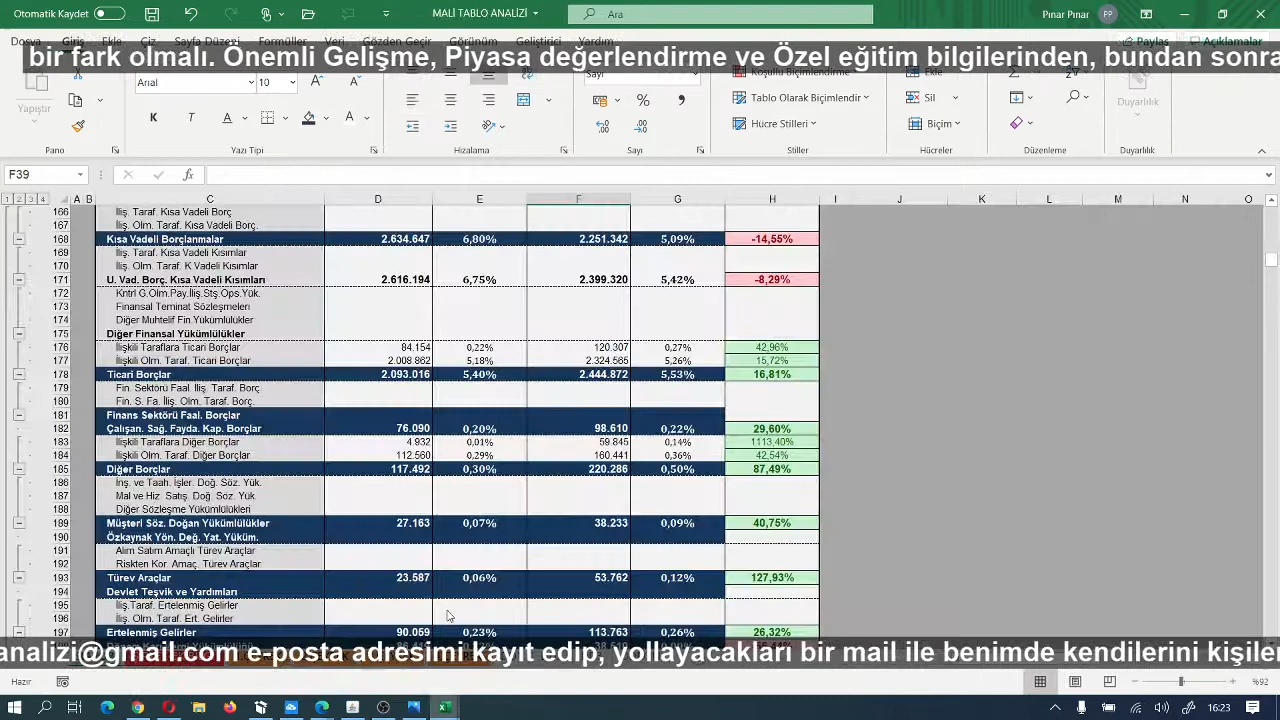 Otomatik Kaydet
MALİ TABLO ANALİZİ
Ara
Pınar Pınar
PP
Dosya Giriş Ekle Çiz Sayfa Düzeni Formüller Veri Gözden Geçir Görünüm Geliştirici Yardım Paylaş Açıklamalar
bir fark olmalı. Önemli Gelişme, Piyasa değerlendirme ve Özel eğitim bilgilerinden, bundan sonra
Yapıştır
Arial 10
K T A
Sayı
Koşullu Biçimlendirme
Tablo Olarak Biçimlendir
Hücre Stilleri
Ekle
Sil
Biçim
Duyarlılık
Pano Yazı Tipi Hizalama Sayı Stiller Hücreler Düzenleme Duyarlılık
F39 fx
1 2 3 4 A B C D E F G H I J K L M N O
166 İliş. Taraf. Kısa Vadeli Borç
167 İliş. Olm. Taraf. Kısa Vadeli Borç.
168 Kısa Vadeli Borçlanmalar 2.634.647 6,80% 2.251.342 5,09% -14,55%
169 İliş. Taraf. Kısa Vadeli Kısımlar
170 İliş. Olm. Taraf. K Vadeli Kısımlar
171 U. Vad. Borç. Kısa Vadeli Kısımları 2.616.194 6,75% 2.399.320 5,42% -8,29%
172 Kntrl G.Olm.Pay.İliş Stş.Ops.Yük.
173 Finansal Teminat Sözleşmeleri
174 Diğer Muhtelif Fin.Yükümlülükler
175 Diğer Finansal Yükümlülükler
176 İlişkili Taraflara Ticari Borçlar 84.154 0,22% 120.307 0,27% 42,96%
177 İlişkili Olm. Taraf. Ticari Borçlar 2.008.862 5,18% 2.324.565 5,26% 15,72%
178 Ticari Borçlar 2.093.016 5,40% 2.444.872 5,53% 16,81%
179 Fin. Sektörü Faal. İliş. Taraf. Borç
180 Fin. S. Fa. İliş. Olm. Taraf. Borç.
181 Finans Sektörü Faal. Borçlar
182 Çalışan. Sağ. Fayda. Kap. Borçlar 76.090 0,20% 98.610 0,22% 29,60%
183 İlişkili Taraflara Diğer Borçlar 4.932 0,01% 59.845 0,14% 1113,40%
184 İlişkili Olm. Taraf. Diğer Borçlar 112.560 0,29% 160.441 0,36% 42,54%
185 Diğer Borçlar 117.492 0,30% 220.286 0,50% 87,49%
186 İnş. ve Taah. İşler. Doğ. Söz. Yük.
187 Mal ve Hiz. Satış. Doğ. Söz. Yük.
188 Diğer Sözleşme Yükümlülükleri
189 Müşteri Söz. Doğan Yükümlülükler 27.163 0,07% 38.233 0,09% 40,75%
190 Özkaynak Yön. Değ. Yat. Yüküm.
191 Alım Satım Amaçlı Türev Araçlar
192 Riskten Kor. Amaç. Türev Araçlar
193 Türev Araçlar 23.587 0,06% 53.762 0,12% 127,93%
194 Devlet Teşvik ve Yardımları
195 İliş.Taraf. Ertelenmiş Gelirler
196 İliş. Olm. Taraf. Ert. Gelirler
197 Ertelenmiş Gelirler 90.059 0,23% 113.763 0,26% 26,32%
analizi@gmail.com e-posta adresimi kayıt edip, yollayacakları bir mail ile benimde kendilerini kişiler
Hazır %92
16:23